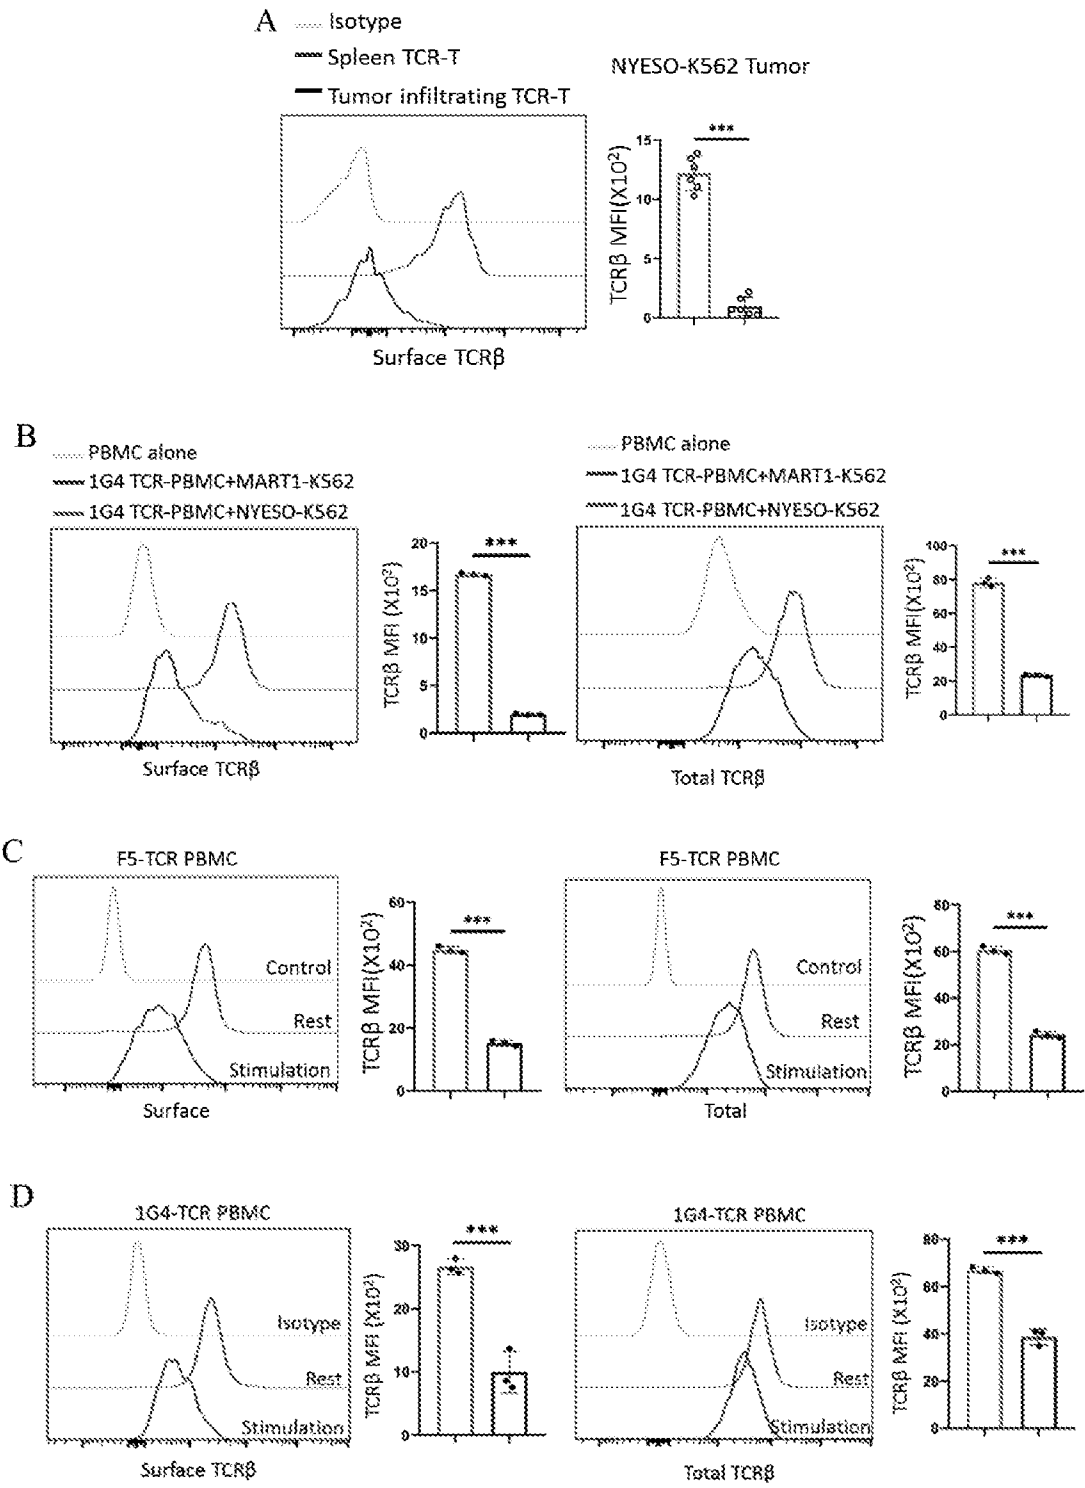 A
Isotype
Spleen TCR-T
Tumor infiltrating TCR-T
NYESO-K562 Tumor
TCRβ MFI(X10²)
15
10
5
0
***
Surface TCRβ
B
PBMC alone
1G4 TCR-PBMC+MART1-K562
1G4 TCR-PBMC+NYESO-K562
TCRβ MFI (X10²)
20
15
10
5
0
***
Surface TCRβ
PBMC alone
1G4 TCR-PBMC+MART1-K562
1G4 TCR-PBMC+NYESO-K562
TCRβ MFI(X10²)
100
80
60
40
20
0
***
Total TCRβ
C
F5-TCR PBMC
Control
Rest
Stimulation
Surface
TCRβ MFI(X10²)
60
40
20
0
***
F5-TCR PBMC
Control
Rest
Stimulation
Total
TCRβ MFI(X10²)
80
60
40
20
0
***
D
1G4-TCR PBMC
Isotype
Rest
Stimulation
Surface TCRβ
TCRβ MFI (X10²)
30
20
10
0
***
1G4-TCR PBMC
Isotype
Rest
Stimulation
Total TCRβ
TCRβ MFI (X10²)
80
60
40
20
0
***